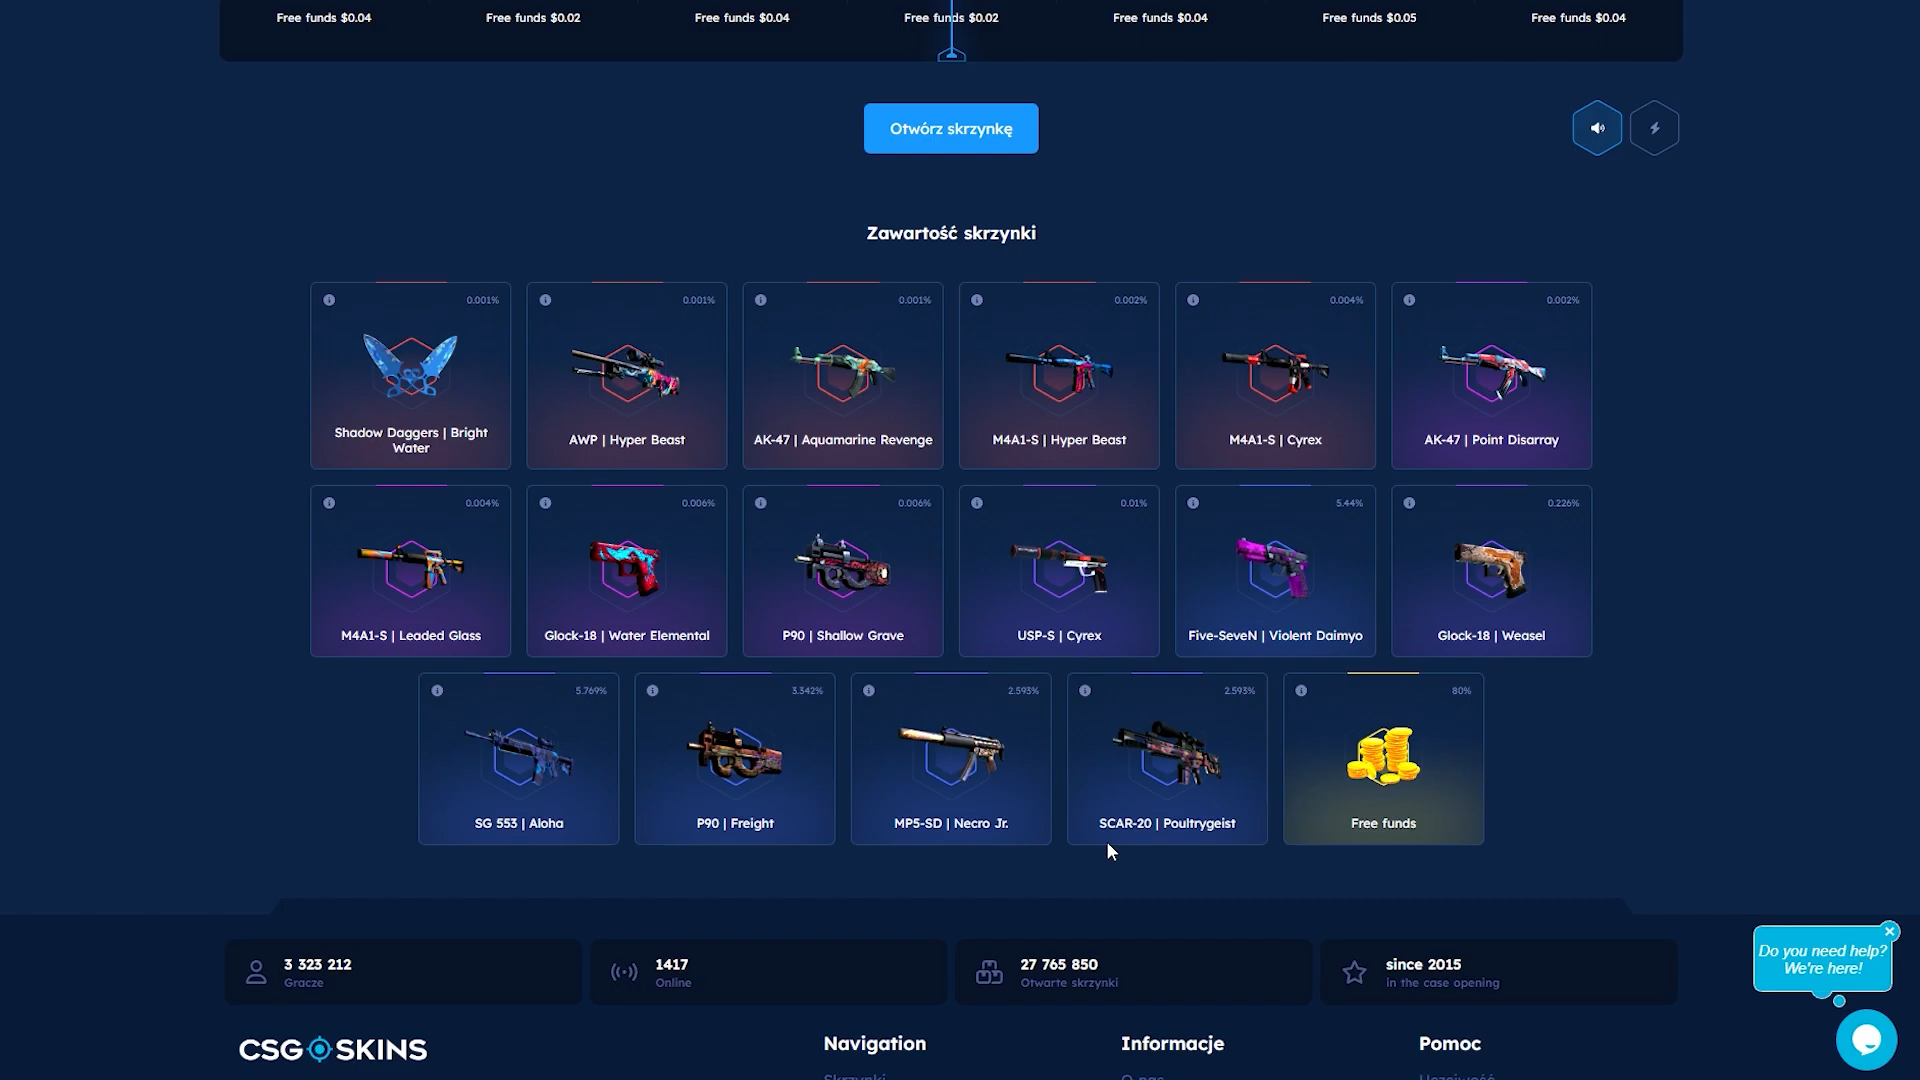 Free funds $0.04
Free funds $0.02
Free funds $0.04
Free funds $0.02
Free funds $0.04
Free funds $0.05
Free funds $0.04
Otwórz skrzynkę
Zawartość skrzynki
0.001%
Shadow Daggers | Bright
Water
0.001%
AWP | Hyper Beast
0.001%
AK-47 | Aquamarine Revenge
0.002%
M4A1-S | Hyper Beast
0.004%
M4A1-S | Cyrex
0.002%
AK-47 | Point Disarray
0.004%
M4A1-S | Leaded Glass
0.006%
Glock-18 | Water Elemental
0.006%
P90 | Shallow Grave
0.01%
USP-S | Cyrex
5.44%
Five-SeveN | Violent Daimyo
0.226%
Glock-18 | Weasel
5.769%
SG 553 | Aloha
3.342%
P90 | Freight
2.593%
MP5-SD | Necro Jr.
2.593%
SCAR-20 | Poultrygeist
80%
Free funds
3 323 212
Gracze
1417
Online
27 765 850
Otwarte skrzynki
since 2015
in the case opening
Do you need help?
We're here!
CSGOSKINS
Navigation
Informacje
Pomoc
Skrzynki
O nas
Uczciwość